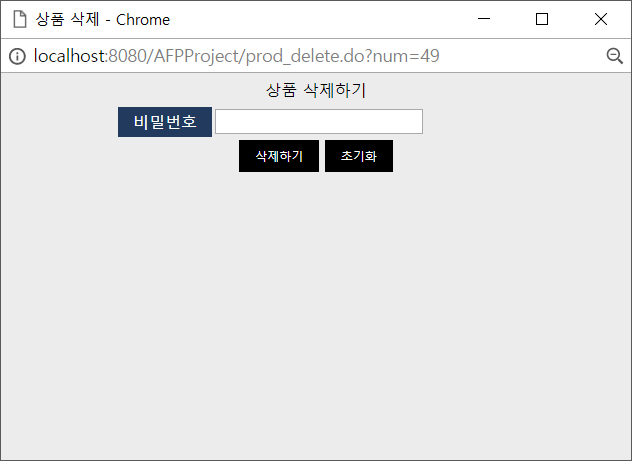 상품 삭제 - Chrome
localhost:8080/AFPProject/prod_delete.do?num=49
상품 삭제하기
비밀번호
삭제하기 초기화